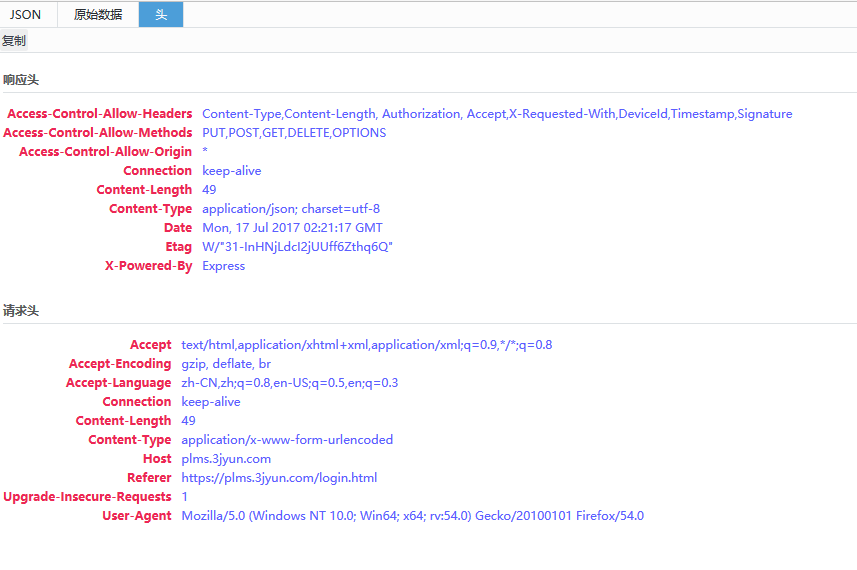 JSON 原始数据 头
复制
响应头
Access-Control-Allow-Headers Content-Type,Content-Length, Authorization, Accept,X-Requested-With,DeviceId,Timestamp,Signature
Access-Control-Allow-Methods PUT,POST,GET,DELETE,OPTIONS
Access-Control-Allow-Origin *
Connection keep-alive
Content-Length 49
Content-Type application/json; charset=utf-8
Date Mon, 17 Jul 2017 02:21:17 GMT
Etag W/"31-InHNjLdcI2jUUff6Zthq6Q"
X-Powered-By Express
请求头
Accept text/html,application/xhtml+xml,application/xml;q=0.9,*/*;q=0.8
Accept-Encoding gzip, deflate, br
Accept-Language zh-CN,zh;q=0.8,en-US;q=0.5,en;q=0.3
Connection keep-alive
Content-Length 49
Content-Type application/x-www-form-urlencoded
Host plms.3jyun.com
Referer https://plms.3jyun.com/login.html
Upgrade-Insecure-Requests 1
User-Agent Mozilla/5.0 (Windows NT 10.0; Win64; x64; rv:54.0) Gecko/20100101 Firefox/54.0